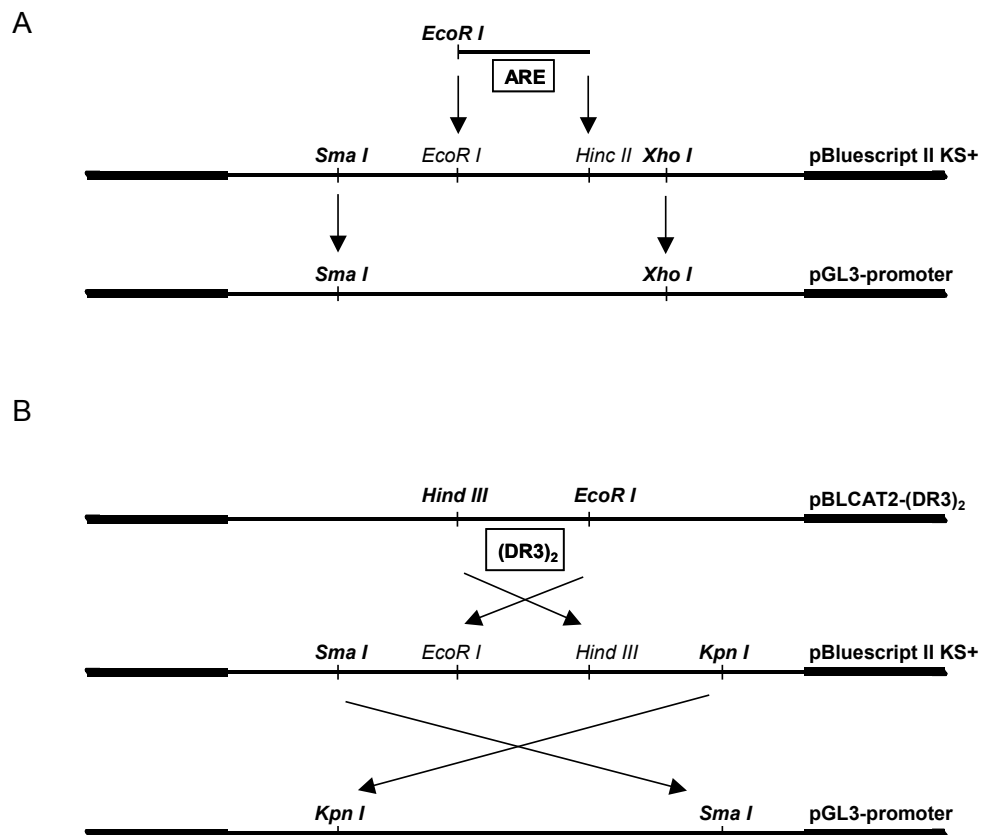 A
EcoR I
ARE
Sma I EcoR I Hinc II Xho I pBluescript II KS+
Sma I Xho I pGL3-promoter
B
Hind III EcoR I pBLCAT2-(DR3)₂
(DR3)₂
Sma I EcoR I Hind III Kpn I pBluescript II KS+
Kpn I Sma I pGL3-promoter